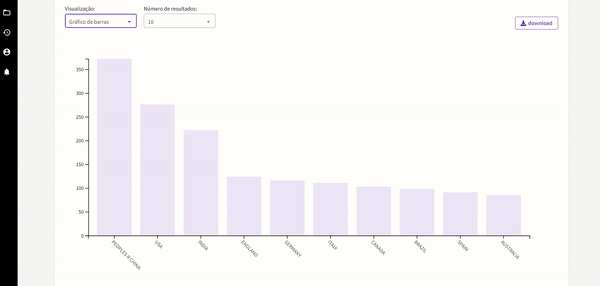 Visualização:
Número de resultados:
Gráfico de barras
10
download
350
300
250
200
150
100
50
0
PEOPLES R CHINA
USA
INDIA
ENGLAND
GERMANY
ITALY
CANADA
BRAZIL
SPAIN
AUSTRALIA